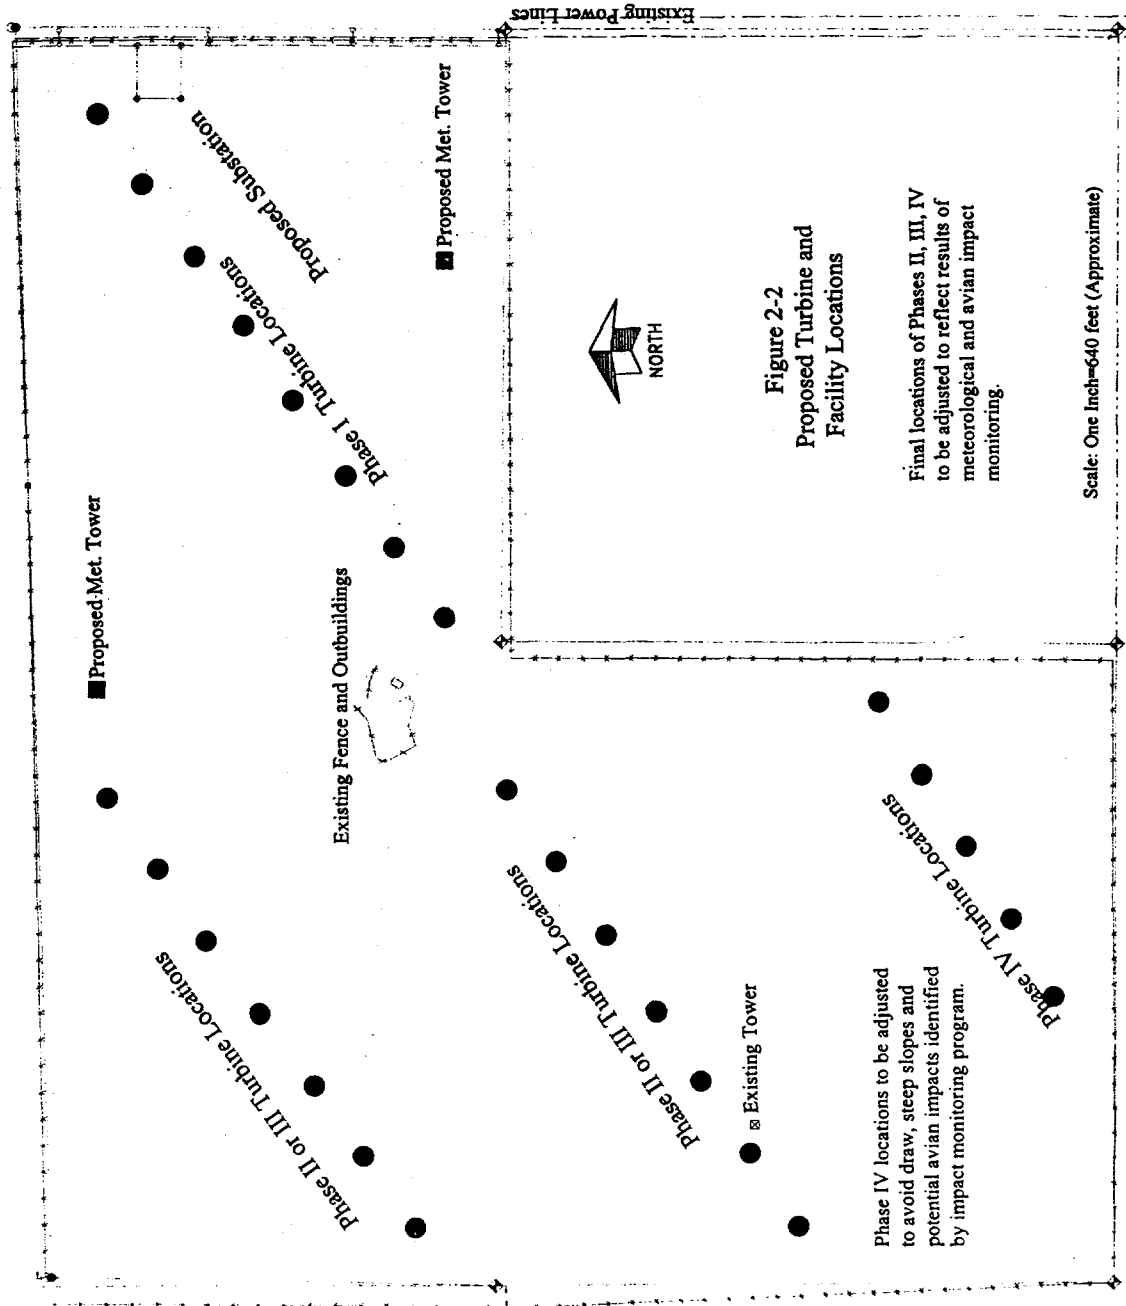 Existing Power Lines
Proposed Met. Tower
Proposed Substation
Phase I Turbine Locations
Proposed Met. Tower
Existing Fence and Outbuildings
Phase II or III Turbine Locations
Phase II or III Turbine Locations
Existing Tower
Phase IV Turbine Locations
Phase IV locations to be adjusted
to avoid draw, steep slopes and
potential avian impacts identified
by impact monitoring program.
NORTH
Figure 2-2
Proposed Turbine and
Facility Locations
Final locations of Phases II, III, IV
to be adjusted to reflect results of
meteorological and avian impact
monitoring.
Scale: One Inch=640 feet (Approximate)